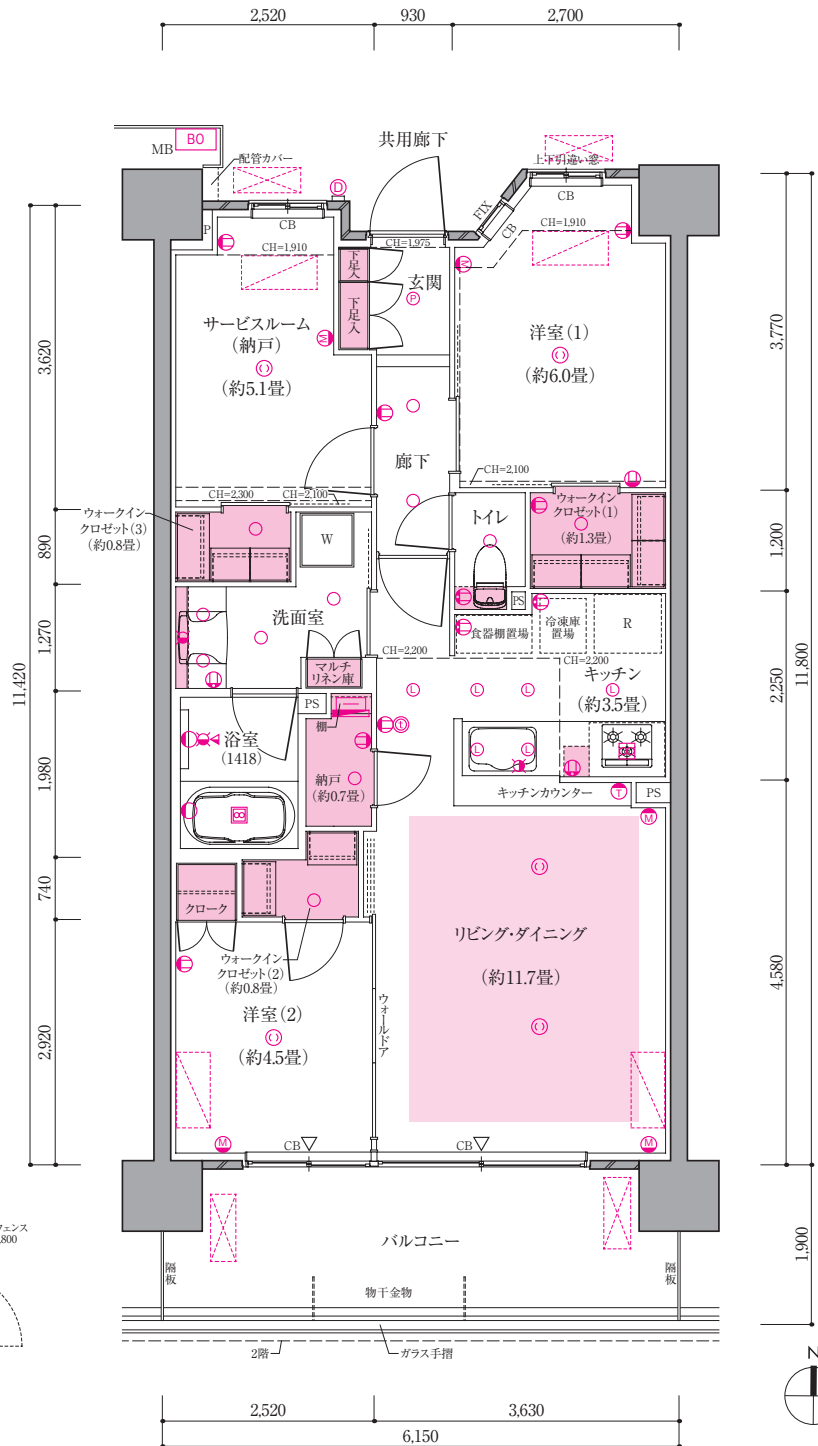 2,520
930
2,700
共用廊下
BO
MB
配管カバー
上下引違い窓
D
CB
FIX
CB
CB
P
CH=1,910
CH=1,975
CH=1,910
下足入
下足入
玄関
P
M
サービスルーム
(納戸)
(約5.1畳)
M
洋室(1)
(約6.0畳)
3,620
3,770
廊下
CH=2,100
CH=2,300
CH=2,100
ウォークイン
クロゼット(3)
(約0.8畳)
W
トイレ
ウォークイン
クロゼット(1)
(約1.3畳)
890
1,200
洗面室
PS
食器棚置場
冷凍庫
置場
R
1,270
CH=2,200
CH=2,200
マルチ
リネン庫
キッチン
(約3.5畳)
L
L
L
L
11,420
11,800
2,250
PS
棚
t
浴室
(1418)
L
L
納戸
(約0.7畳)
1,980
キッチンカウンター
T
PS
M
740
クローク
リビング・ダイニング
(約11.7畳)
ウォークイン
クロゼット(2)
(約0.8畳)
洋室(2)
(約4.5畳)
ウォールドア
4,580
2,920
M
CB
CB
M
フェンス
800
バルコニー
1,900
隔板
隔板
物干金物
2階
ガラス手摺
N
2,520
3,630
6,150